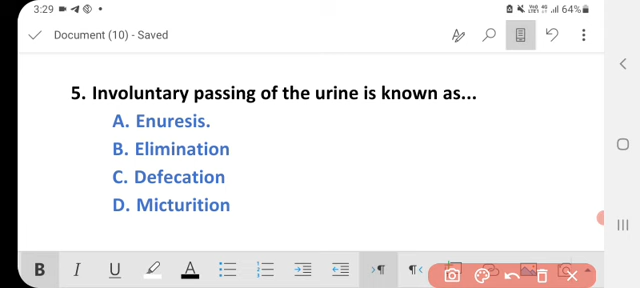 3:29 64%
Document (10) - Saved
5. Involuntary passing of the urine is known as...
A. Enuresis.
B. Elimination
C. Defecation
D. Micturition
B I U A